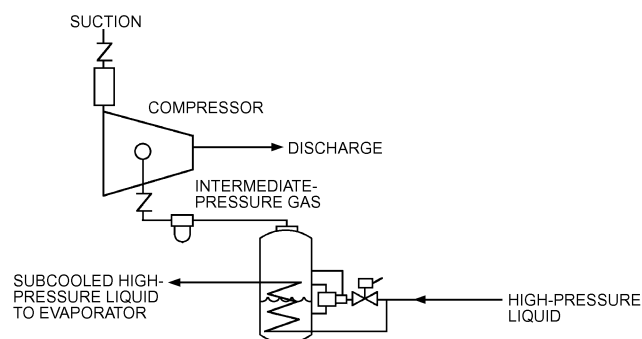 SUCTION
COMPRESSOR
DISCHARGE
INTERMEDIATE-
PRESSURE GAS
SUBCOOLED HIGH-
PRESSURE LIQUID
TO EVAPORATOR
HIGH-PRESSURE
LIQUID